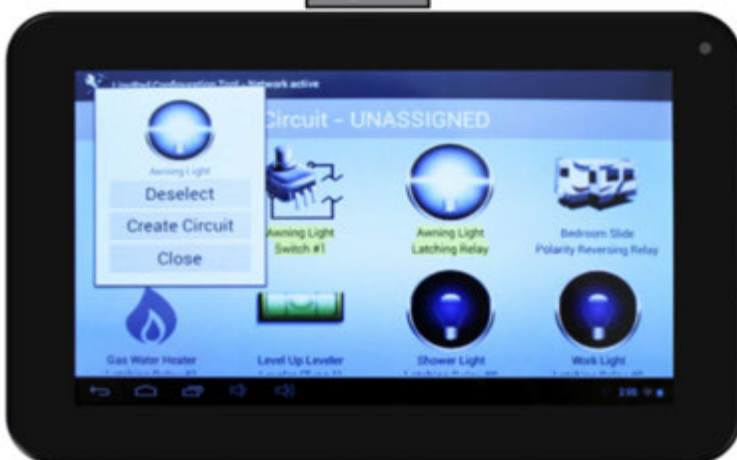 Configuration Tool - Network active
Circuit - UNASSIGNED
Awning Light
Deselect
Create Circuit
Close
Awning Light
Switch #1
Awning Light
Latching Relay
Bedroom Slide
Polarity Reversing Relay
Gas Water Heater
Level Up Leveler
Shower Light
Work Light